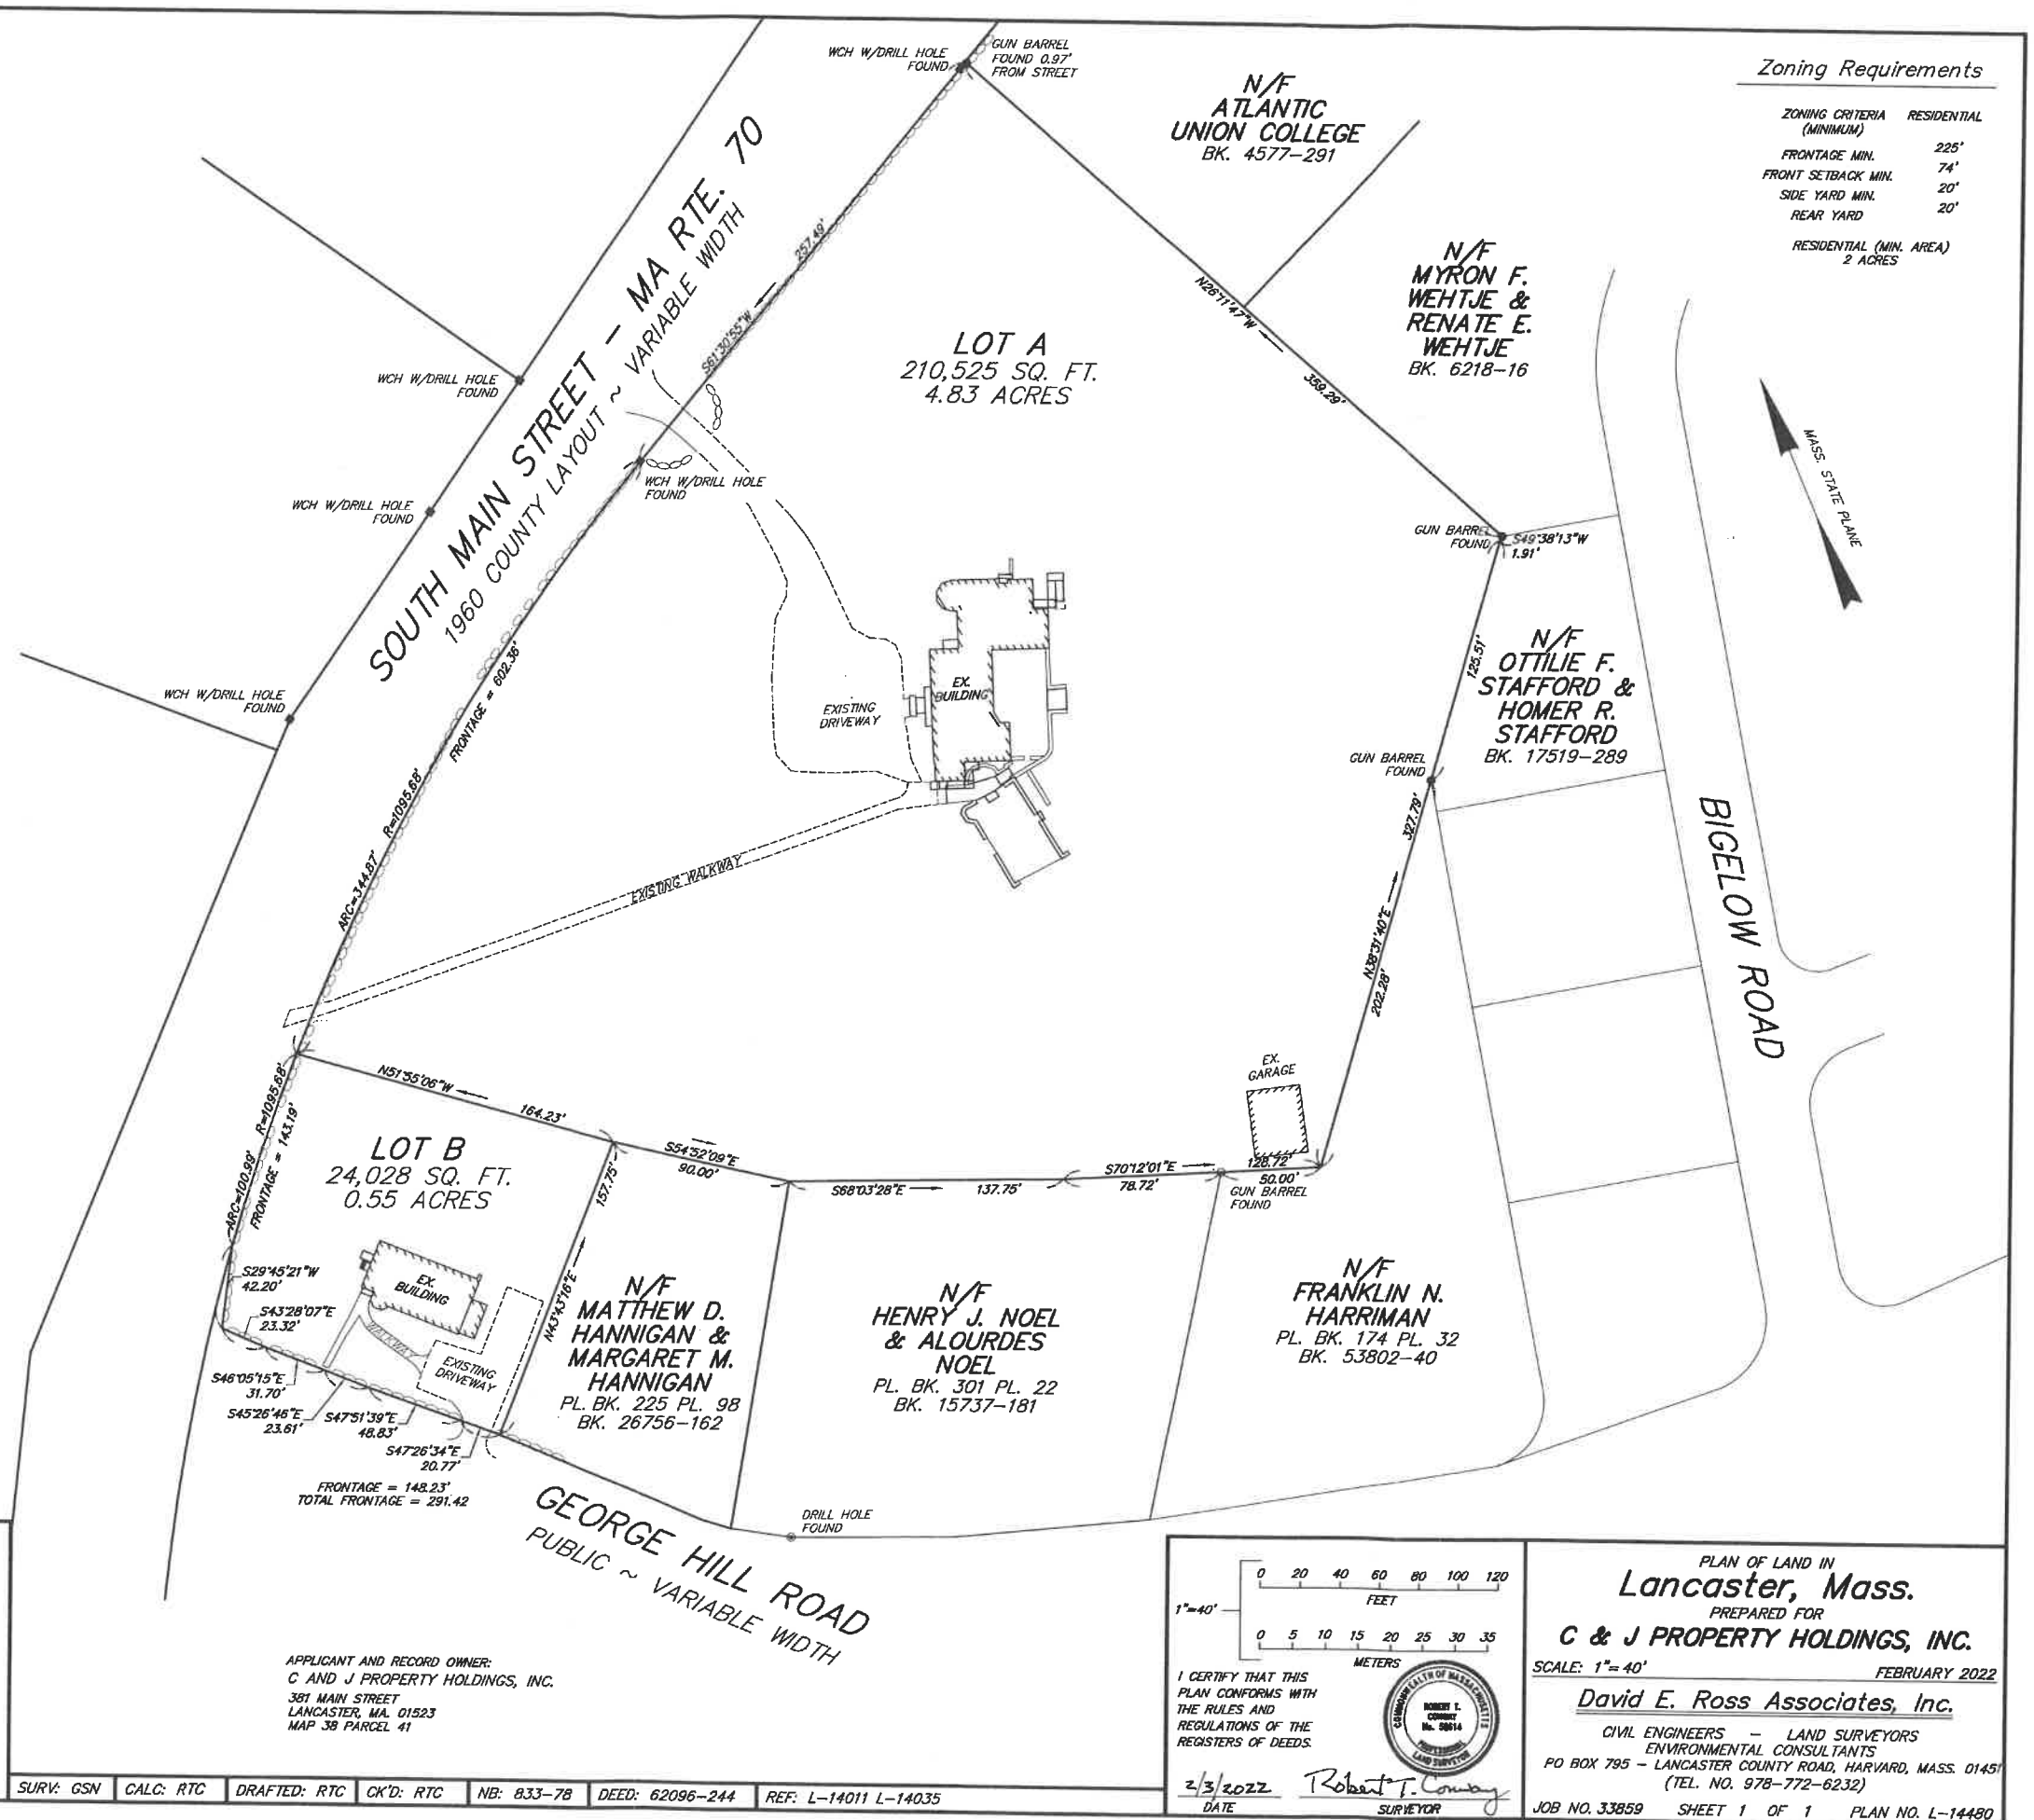 WCH W/DRILL HOLE
FOUND
GUN BARREL
FOUND 0.97'
FROM STREET
N/F
ATLANTIC
UNION COLLEGE
BK. 4577-291
Zoning Requirements
ZONING CRITERIA RESIDENTIAL
(MINIMUM)
FRONTAGE MIN. 225'
FRONT SETBACK MIN. 74'
SIDE YARD MIN. 20'
REAR YARD 20'
RESIDENTIAL (MIN. AREA)
2 ACRES
SOUTH MAIN STREET - MA RTE. 70
1960 COUNTY LAYOUT ~ VARIABLE WIDTH
257.49'
S61°30'55"W
N26°11'47"W
359.29'
N/F
MYRON F.
WEHTJE &
RENATE E.
WEHTJE
BK. 6218-16
LOT A
210,525 SQ. FT.
4.83 ACRES
WCH W/DRILL HOLE
FOUND
WCH W/DRILL HOLE
FOUND
WCH W/DRILL HOLE
FOUND
WCH W/DRILL HOLE
FOUND
MASS. STATE PLANE
GUN BARREL
FOUND
S49°38'13"W
1.91'
125.51'
N/F
OTTILIE F.
STAFFORD &
HOMER R.
STAFFORD
BK. 17519-289
GUN BARREL
FOUND
EX.
BUILDING
EXISTING
DRIVEWAY
EXISTING WALKWAY
FRONTAGE = 602.36'
R=1095.68'
ARC=344.87'
327.79'
N38°31'40"E
202.28'
BIGELOW ROAD
EX.
GARAGE
N51°55'06"W
164.23'
S54°52'09"E
90.00'
S68°03'28"E 137.75'
S70°12'01"E
78.72'
128.72'
50.00'
GUN BARREL
FOUND
R=1095.68'
ARC=100.99'
FRONTAGE = 143.19'
LOT B
24,028 SQ. FT.
0.55 ACRES
157.75'
N43°43'16"E
S29°45'21"W
42.20'
S43°28'07"E
23.32'
S46°05'15"E
31.70'
S45°26'46"E
23.61'
S47°51'39"E
48.83'
S47°26'34"E
20.77'
FRONTAGE = 148.23'
TOTAL FRONTAGE = 291.42
EX.
BUILDING
WALKWAY
EXISTING
DRIVEWAY
N/F
MATTHEW D.
HANNIGAN &
MARGARET M.
HANNIGAN
PL. BK. 225 PL. 98
BK. 26756-162
N/F
HENRY J. NOEL
& ALOURDES
NOEL
PL. BK. 301 PL. 22
BK. 15737-181
N/F
FRANKLIN N.
HARRIMAN
PL. BK. 174 PL. 32
BK. 53802-40
DRILL HOLE
FOUND
GEORGE HILL ROAD
PUBLIC ~ VARIABLE WIDTH
APPLICANT AND RECORD OWNER:
C AND J PROPERTY HOLDINGS, INC.
381 MAIN STREET
LANCASTER, MA. 01523
MAP 38 PARCEL 41
0 20 40 60 80 100 120
FEET
1"=40'
0 5 10 15 20 25 30 35
METERS
I CERTIFY THAT THIS
PLAN CONFORMS WITH
THE RULES AND
REGULATIONS OF THE
REGISTERS OF DEEDS.
COMMONWEALTH OF MASSACHUSETTS
ROBERT T.
CONWAY
No. 58614
PROFESSIONAL
LAND SURVEYOR
2/3/2022 Robert T. Conway
DATE SURVEYOR
PLAN OF LAND IN
Lancaster, Mass.
PREPARED FOR
C & J PROPERTY HOLDINGS, INC.
SCALE: 1"=40' FEBRUARY 2022
David E. Ross Associates, Inc.
CIVIL ENGINEERS - LAND SURVEYORS
ENVIRONMENTAL CONSULTANTS
PO BOX 795 - LANCASTER COUNTY ROAD, HARVARD, MASS. 01451
(TEL. NO. 978-772-6232)
JOB NO. 33859 SHEET 1 OF 1 PLAN NO. L-14480
SURV: GSN CALC: RTC DRAFTED: RTC CK'D: RTC NB: 833-78 DEED: 62096-244 REF: L-14011 L-14035